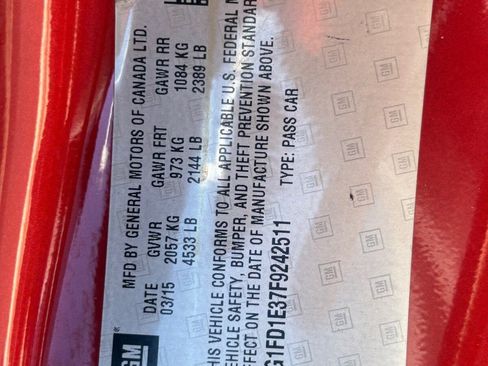 GM
MFD BY GENERAL MOTORS OF CANADA LTD.
DATE GVWR GAWR FRT GAWR RR
03/15 2057 KG 973 KG 1084 KG
4533 LB 2144 LB 2389 LB
THIS VEHICLE CONFORMS TO ALL APPLICABLE U.S. FEDERAL
VEHICLE SAFETY, BUMPER, AND THEFT PREVENTION STANDAR
EFFECT ON THE DATE OF MANUFACTURE SHOWN ABOVE.
G1FD1E37F9242511 TYPE: PASS CAR